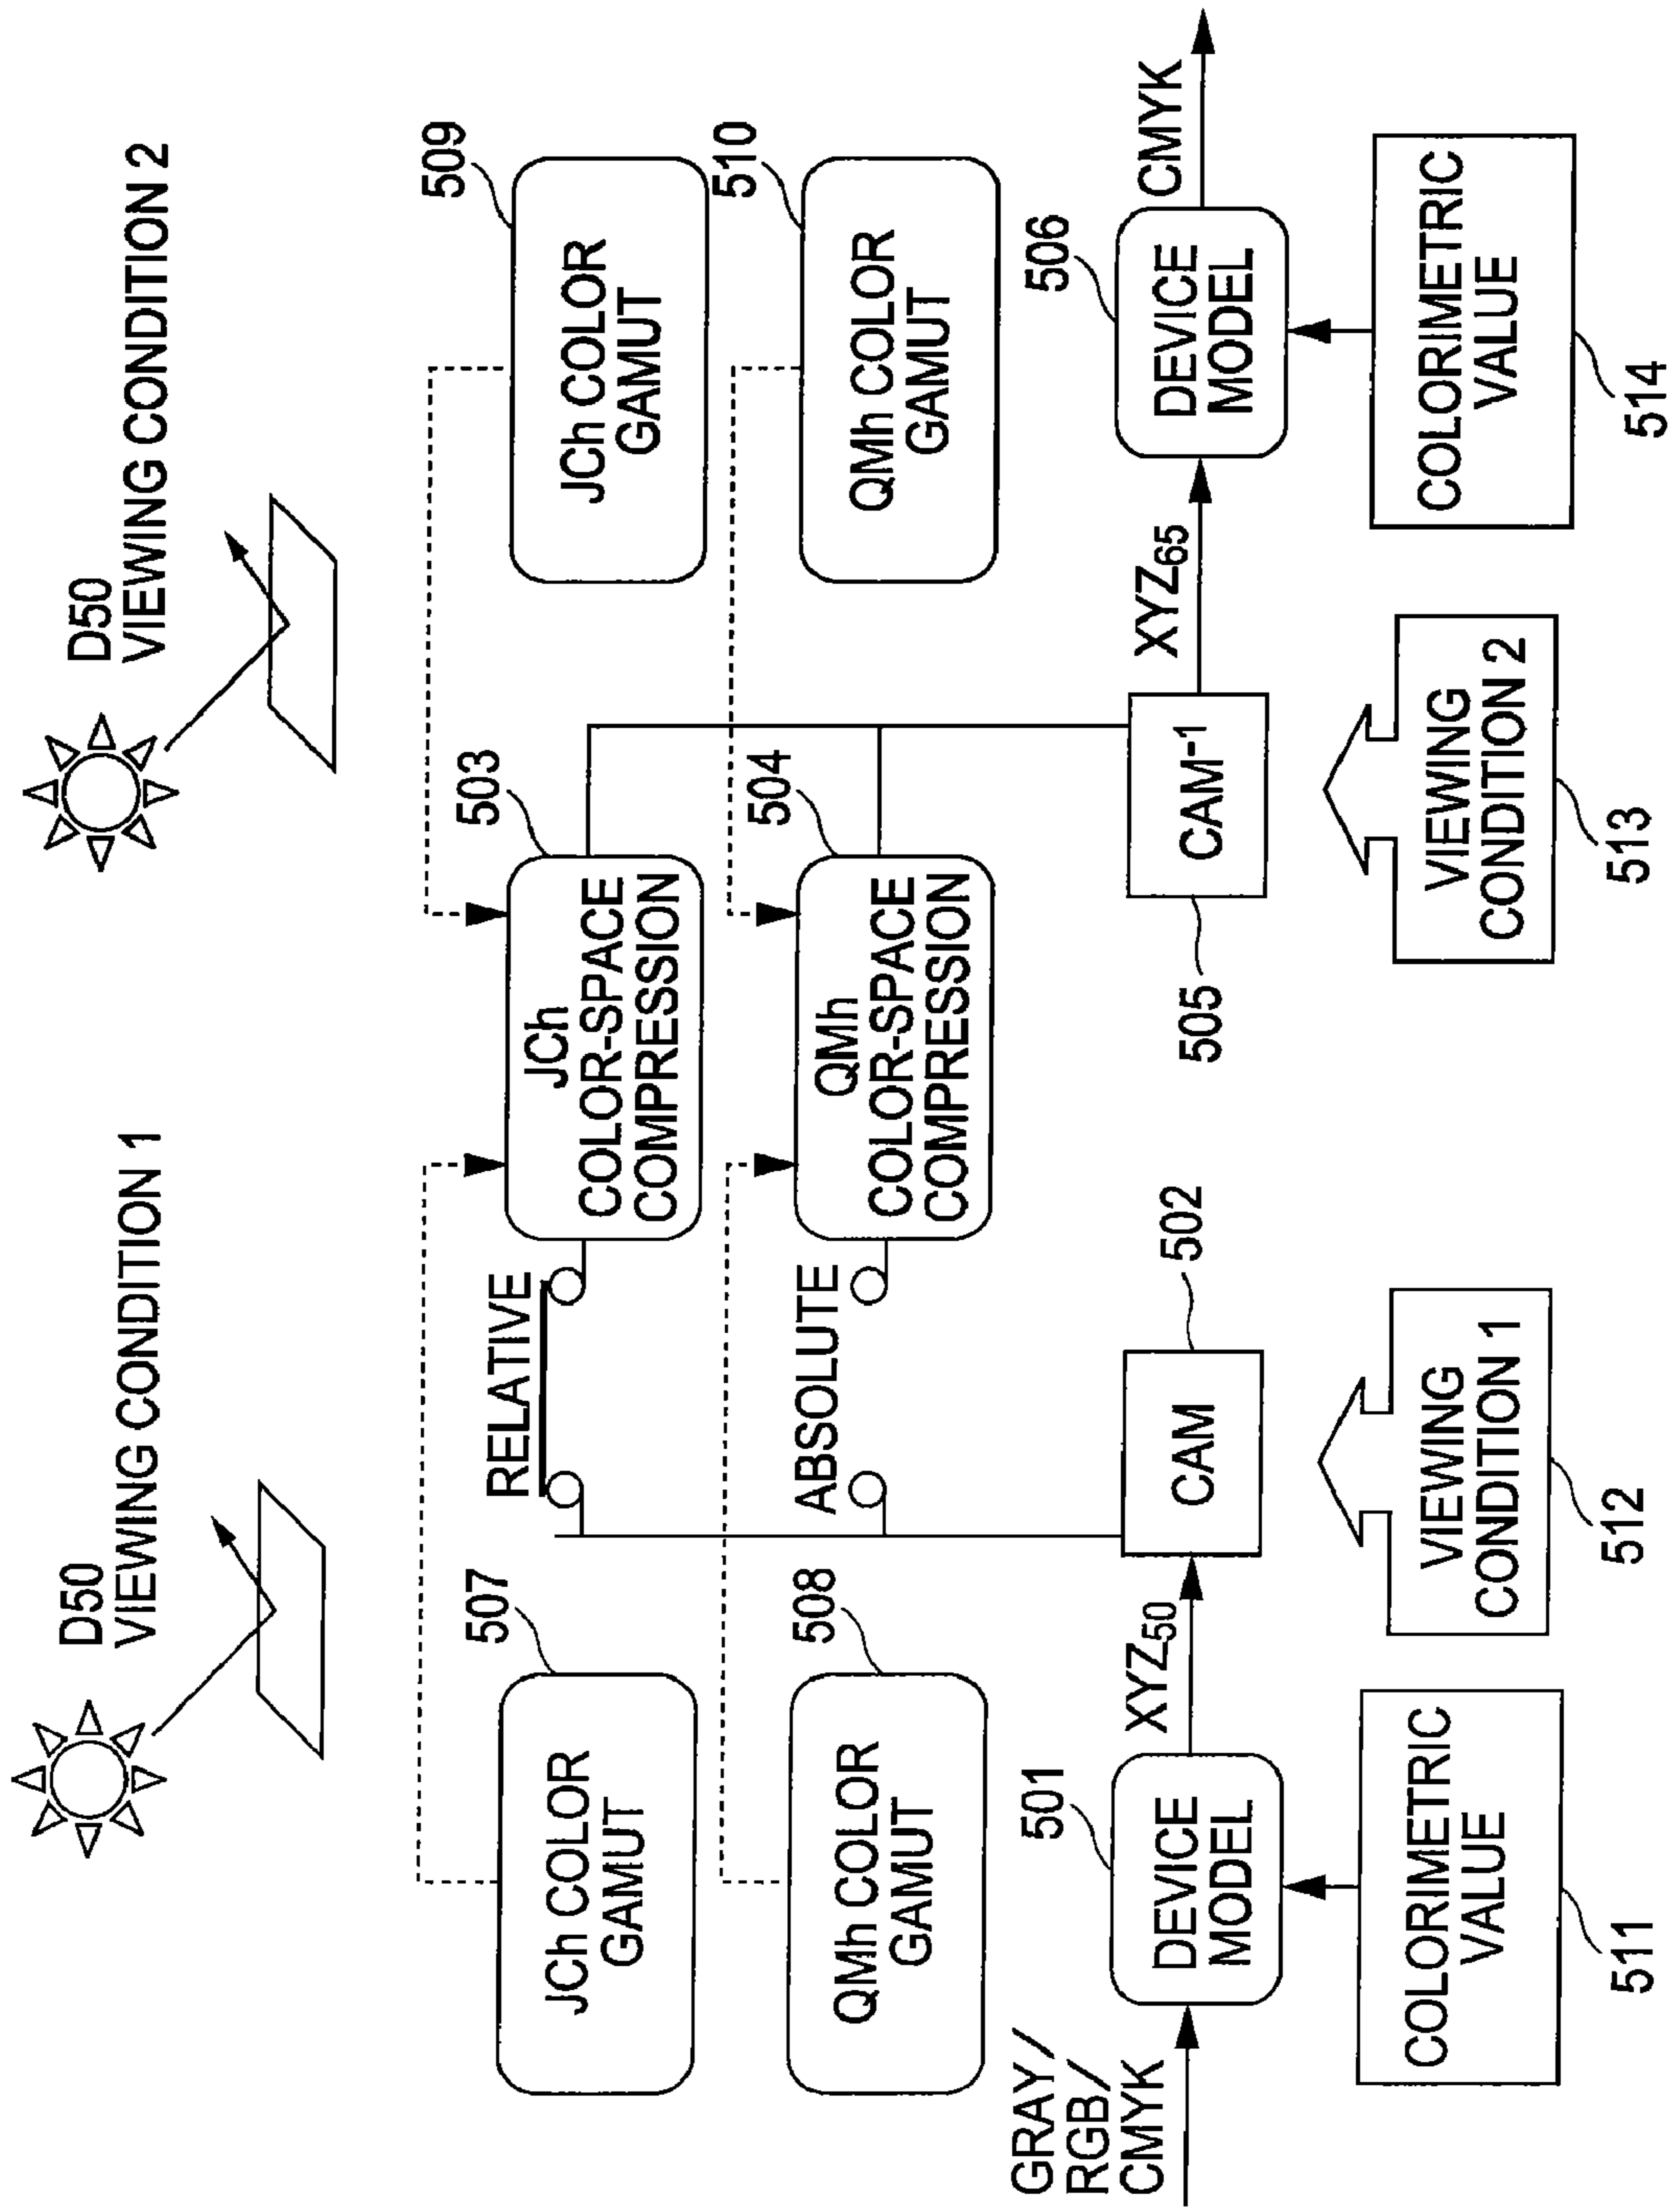 D50
VIEWING CONDITION 1
D50
VIEWING CONDITION 2
507
JCh COLOR
GAMUT
RELATIVE
503
JCh
COLOR-SPACE
COMPRESSION
509
JCh COLOR
GAMUT
508
QMh COLOR
GAMUT
ABSOLUTE
504
QMh
COLOR-SPACE
COMPRESSION
510
QMh COLOR
GAMUT
GRAY/
RGB/
CMYK
501
DEVICE
MODEL
XYZ50
CAM
502
505
CAM-1
XYZ65
506
DEVICE
MODEL
CMYK
COLORIMETRIC
VALUE
511
VIEWING
CONDITION 1
512
VIEWING
CONDITION 2
513
COLORIMETRIC
VALUE
514